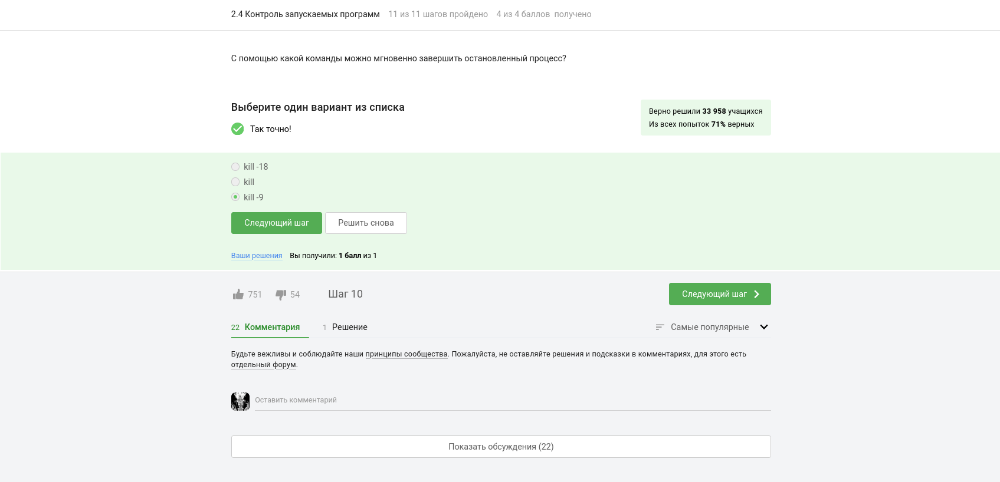 2.4 Контроль запускаемых программ 11 из 11 шагов пройдено 4 из 4 баллов получено
С помощью какой команды можно мгновенно завершить остановленный процесс?
Выберите один вариант из списка
Верно решили 33 958 учащихся
Из всех попыток 71% верных
Так точно!
kill -18
kill
kill -9
Следующий шаг Решить снова
Ваши решения Вы получили: 1 балл из 1
751 54 Шаг 10 Следующий шаг
22 Комментария 1 Решение Самые популярные
Будьте вежливы и соблюдайте наши принципы сообщества. Пожалуйста, не оставляйте решения и подсказки в комментариях, для этого есть
отдельный форум.
Оставить комментарий
Показать обсуждения (22)